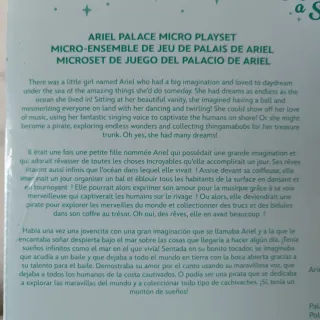 à S
ARIEL PALACE MICRO PLAYSET
MICRO-ENSEMBLE DE JEU DE PALAIS DE ARIEL
MICROSET DE JUEGO DEL PALACIO DE ARIEL
There was a little girl named Ariel who had a big imagination and loved to daydream
under the sea of the amazing things she'd do someday. She had dreams as endless as the
ocean she lived in! Sitting at her beautiful vanity, she imagined having a ball and
mesmerizing everyone on land with her dancing and twirling! She could show off her love
of music, using her fantastic singing voice to captivate the humans on shore! Or she might
become a pirate, exploring endless wonders and collecting thingamabobs for her treasure
trunk. Oh yes, she had many dreams!
Il était une fois une petite fille nommée Ariel qui possédait une grande imagination et
qui adorait rêvasser de toutes les choses incroyables qu'elle accomplirait un jour. Ses rêves
étaient aussi infinis que l'océan dans lequel elle vivait ! Assise devant sa coiffeuse, elle
imaginait un jour organiser un bal et éblouir tous les habitants de la surface en dansant et
en tournoyant ! Elle pourrait alors exprimer son amour pour la musique grâce à sa voix
merveilleuse qui captiverait les humains sur le rivage ! Ou alors, elle deviendrait une
pirate pour explorer les merveilles du monde et collectionner des trucs et des bidules
dans son coffre au trésor. Oh oui, des rêves, elle en avait beaucoup !
Había una vez una jovencita con una gran imaginación que se llamaba Ariel y a la que le
encantaba soñar despierta bajo el mar sobre las cosas que llegaría a hacer algún día. ¡Tenía
sueños infinitos como el mar en el que vivía! Sentada en su bonito tocador, se imaginaba
que acudía a un baile y que dejaba a todo el mundo en tierra con la boca abierta gracias a
su talento para el baile. Demostraba su amor por el canto usando su maravillosa voz, que
dejaba a todos los humanos de la costa cautivados. O podía ser una pirata que se dedicaba
a explorar las maravillas del mundo y a coleccionar todo tipo de cachivaches. ¡Sí, tenía un
montón de sueños!
Ari
Pal
Pol